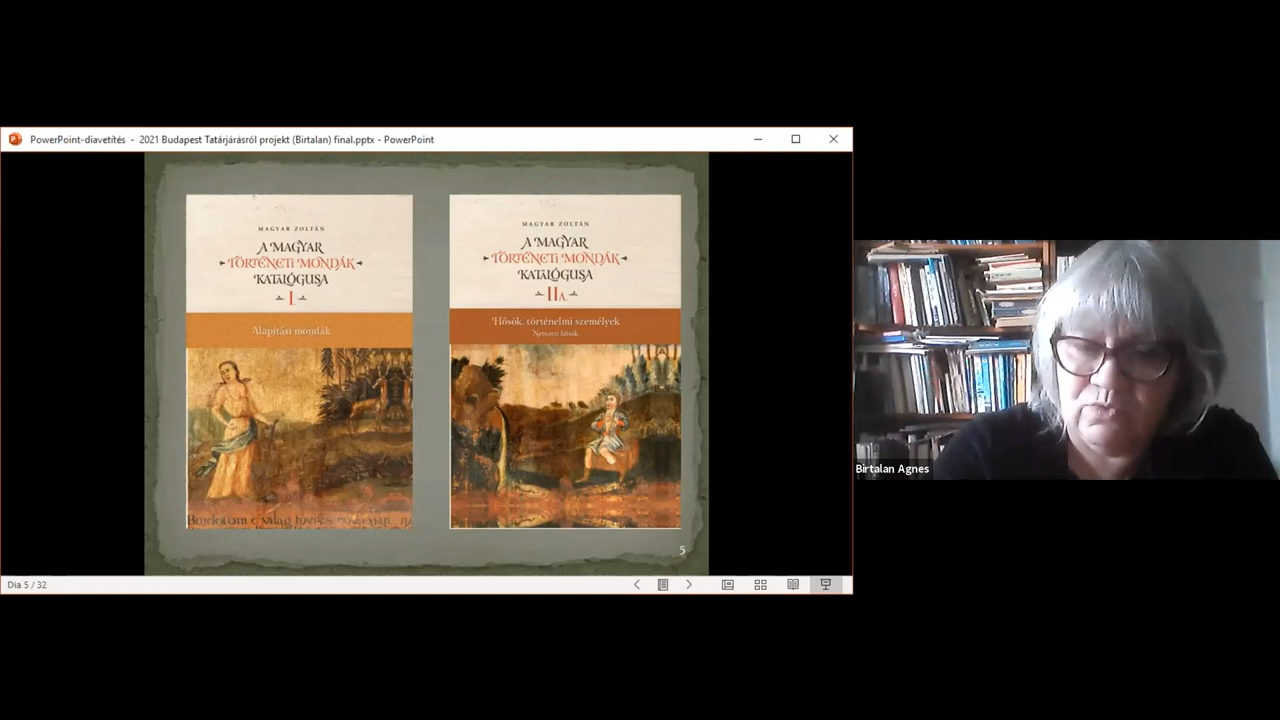 PowerPoint-diavetítés - 2021 Budapest Tatárjárásról projekt (Birtalan) final.pptx - PowerPoint
MAGYAR ZOLTÁN
A MAGYAR
TÖRTÉNETI MONDÁK
KATALÓGUSA
I
Alapítási mondák
MAGYAR ZOLTÁN
A MAGYAR
TÖRTÉNETI MONDÁK
KATALÓGUSA
IIA.
Hősök, történelmi személyek
Nemzeti hősök
5
Dia 5 / 32
Birtalan Agnes